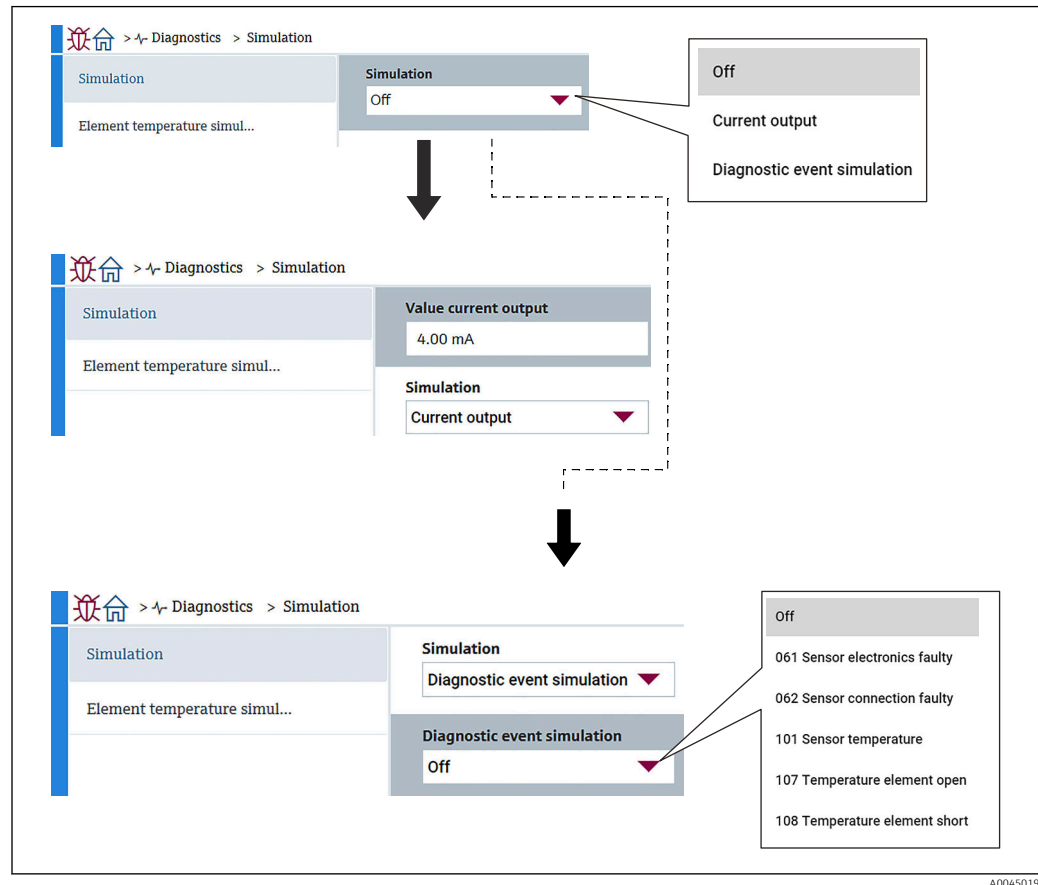 > Diagnostics > Simulation
Simulation
Element temperature simul...
Simulation
Off
Off
Current output
Diagnostic event simulation
> Diagnostics > Simulation
Simulation
Element temperature simul...
Value current output
4.00 mA
Simulation
Current output
> Diagnostics > Simulation
Simulation
Element temperature simul...
Simulation
Diagnostic event simulation
Diagnostic event simulation
Off
Off
061 Sensor electronics faulty
062 Sensor connection faulty
101 Sensor temperature
107 Temperature element open
108 Temperature element short
A0045019